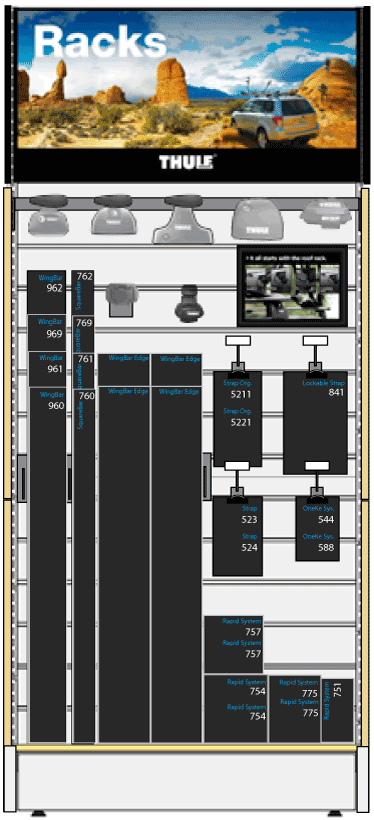 Racks
THULE
THULE
It all starts with the roof rack.
WingBar
962
762
Squarebar
WingBar
969
769
Squarebar
WingBar
961
761
Squarebar
WingBar
960
760
Squarebar
WingBar Edge
WingBar Edge
WingBar Edge
WingBar Edge
Strap Org.
5211
Strap Org.
5221
Lockable Strap
841
Strap
523
Strap
524
OneKe Sys.
544
OneKe Sys.
588
Rapid System
757
Rapid System
757
Rapid System
754
Rapid System
754
Rapid System
775
Rapid System
775
Rapid System
751